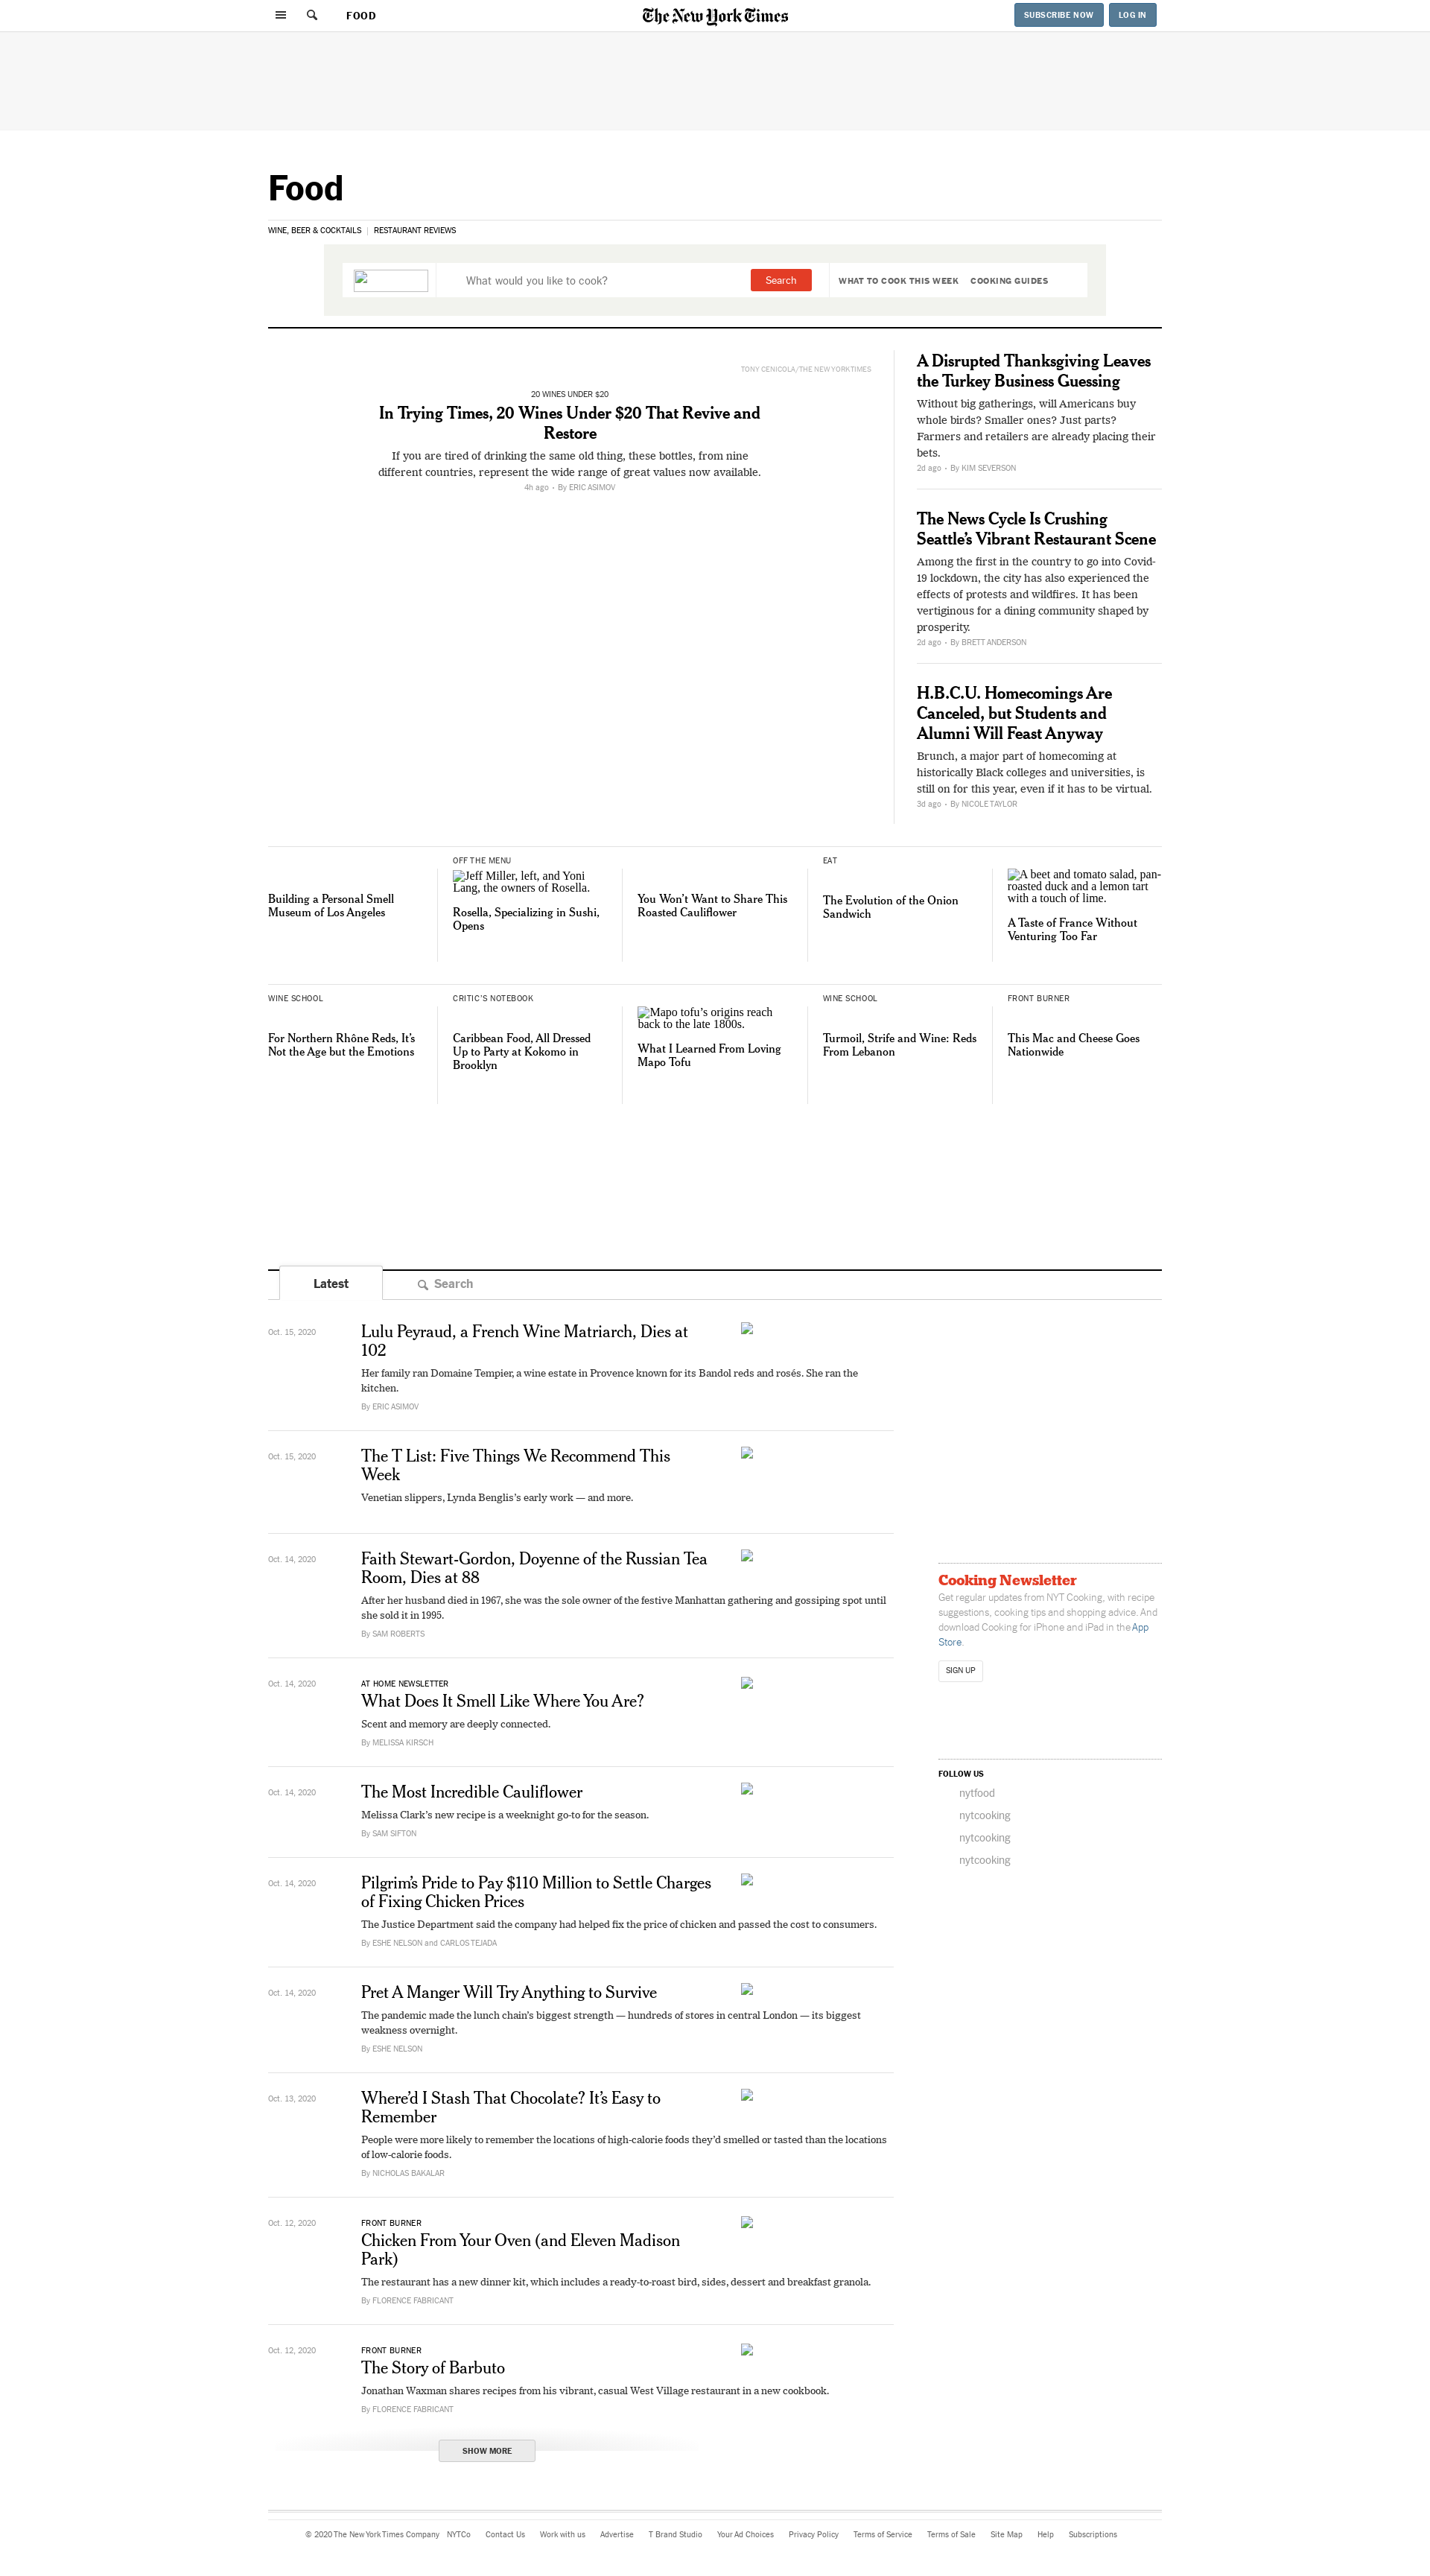 FOOD
The New York Times
SUBSCRIBE NOW
LOG IN
Food
WINE, BEER & COCKTAILS
RESTAURANT REVIEWS
What would you like to cook?
Search
WHAT TO COOK THIS WEEK
COOKING GUIDES
TONY CENICOLA/THE NEW YORK TIMES
20 WINES UNDER $20
In Trying Times, 20 Wines Under $20 That Revive and
Restore
If you are tired of drinking the same old thing, these bottles, from nine
different countries, represent the wide range of great values now available.
4h ago • By ERIC ASIMOV
A Disrupted Thanksgiving Leaves
the Turkey Business Guessing
Without big gatherings, will Americans buy
whole birds? Smaller ones? Just parts?
Farmers and retailers are already placing their
bets.
2d ago • By KIM SEVERSON
The News Cycle Is Crushing
Seattle’s Vibrant Restaurant Scene
Among the first in the country to go into Covid-
19 lockdown, the city has also experienced the
effects of protests and wildfires. It has been
vertiginous for a dining community shaped by
prosperity.
2d ago • By BRETT ANDERSON
H.B.C.U. Homecomings Are
Canceled, but Students and
Alumni Will Feast Anyway
Brunch, a major part of homecoming at
historically Black colleges and universities, is
still on for this year, even if it has to be virtual.
3d ago • By NICOLE TAYLOR
Building a Personal Smell
Museum of Los Angeles
OFF THE MENU
Jeff Miller, left, and Yoni
Lang, the owners of Rosella.
Rosella, Specializing in Sushi,
Opens
You Won’t Want to Share This
Roasted Cauliflower
EAT
The Evolution of the Onion
Sandwich
A beet and tomato salad, pan-
roasted duck and a lemon tart
with a touch of lime.
A Taste of France Without
Venturing Too Far
WINE SCHOOL
For Northern Rhône Reds, It’s
Not the Age but the Emotions
CRITIC’S NOTEBOOK
Caribbean Food, All Dressed
Up to Party at Kokomo in
Brooklyn
Mapo tofu’s origins reach
back to the late 1800s.
What I Learned From Loving
Mapo Tofu
WINE SCHOOL
Turmoil, Strife and Wine: Reds
From Lebanon
FRONT BURNER
This Mac and Cheese Goes
Nationwide
Latest
Search
Oct. 15, 2020
Lulu Peyraud, a French Wine Matriarch, Dies at
102
Her family ran Domaine Tempier, a wine estate in Provence known for its Bandol reds and rosés. She ran the
kitchen.
By ERIC ASIMOV
Oct. 15, 2020
The T List: Five Things We Recommend This
Week
Venetian slippers, Lynda Benglis’s early work — and more.
Oct. 14, 2020
Faith Stewart-Gordon, Doyenne of the Russian Tea
Room, Dies at 88
After her husband died in 1967, she was the sole owner of the festive Manhattan gathering and gossiping spot until
she sold it in 1995.
By SAM ROBERTS
Oct. 14, 2020
AT HOME NEWSLETTER
What Does It Smell Like Where You Are?
Scent and memory are deeply connected.
By MELISSA KIRSCH
Oct. 14, 2020
The Most Incredible Cauliflower
Melissa Clark’s new recipe is a weeknight go-to for the season.
By SAM SIFTON
Oct. 14, 2020
Pilgrim’s Pride to Pay $110 Million to Settle Charges
of Fixing Chicken Prices
The Justice Department said the company had helped fix the price of chicken and passed the cost to consumers.
By ESHE NELSON and CARLOS TEJADA
Oct. 14, 2020
Pret A Manger Will Try Anything to Survive
The pandemic made the lunch chain’s biggest strength — hundreds of stores in central London — its biggest
weakness overnight.
By ESHE NELSON
Oct. 13, 2020
Where’d I Stash That Chocolate? It’s Easy to
Remember
People were more likely to remember the locations of high-calorie foods they’d smelled or tasted than the locations
of low-calorie foods.
By NICHOLAS BAKALAR
Oct. 12, 2020
FRONT BURNER
Chicken From Your Oven (and Eleven Madison
Park)
The restaurant has a new dinner kit, which includes a ready-to-roast bird, sides, dessert and breakfast granola.
By FLORENCE FABRICANT
Oct. 12, 2020
FRONT BURNER
The Story of Barbuto
Jonathan Waxman shares recipes from his vibrant, casual West Village restaurant in a new cookbook.
By FLORENCE FABRICANT
SHOW MORE
Cooking Newsletter
Get regular updates from NYT Cooking, with recipe
suggestions, cooking tips and shopping advice. And
download Cooking for iPhone and iPad in the App
Store.
SIGN UP
FOLLOW US
nytfood
nytcooking
nytcooking
nytcooking
© 2020 The New York Times Company
NYTCo
Contact Us
Work with us
Advertise
T Brand Studio
Your Ad Choices
Privacy Policy
Terms of Service
Terms of Sale
Site Map
Help
Subscriptions